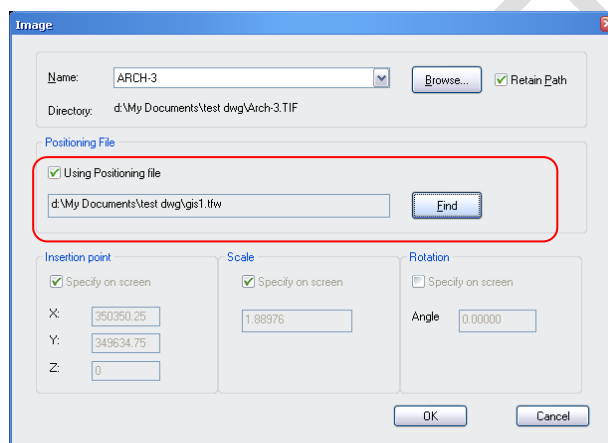 Image
Name: ARCH-3 Browse... Retain Path
Directory: d:\My Documents\test dwg\Arch-3.TIF
Positioning File
Using Positioning file
d:\My Documents\test dwg\gis1.tfw Find
Insertion point Scale Rotation
Specify on screen Specify on screen Specify on screen
X: 350350.25 1.88976 Angle 0.00000
Y: 349634.75
Z: 0
OK Cancel